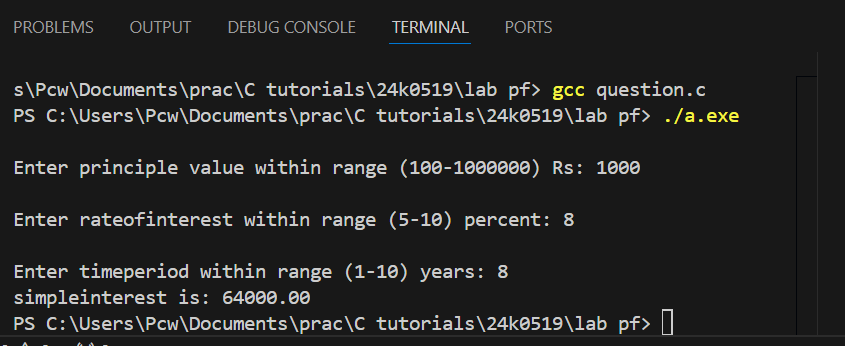 PROBLEMS OUTPUT DEBUG CONSOLE TERMINAL PORTS
s\Pcw\Documents\prac\C tutorials\24k0519\lab pf> gcc question.c
PS C:\Users\Pcw\Documents\prac\C tutorials\24k0519\lab pf> ./a.exe
Enter principle value within range (100-1000000) Rs: 1000
Enter rateofinterest within range (5-10) percent: 8
Enter timeperiod within range (1-10) years: 8
simpleinterest is: 64000.00
PS C:\Users\Pcw\Documents\prac\C tutorials\24k0519\lab pf>